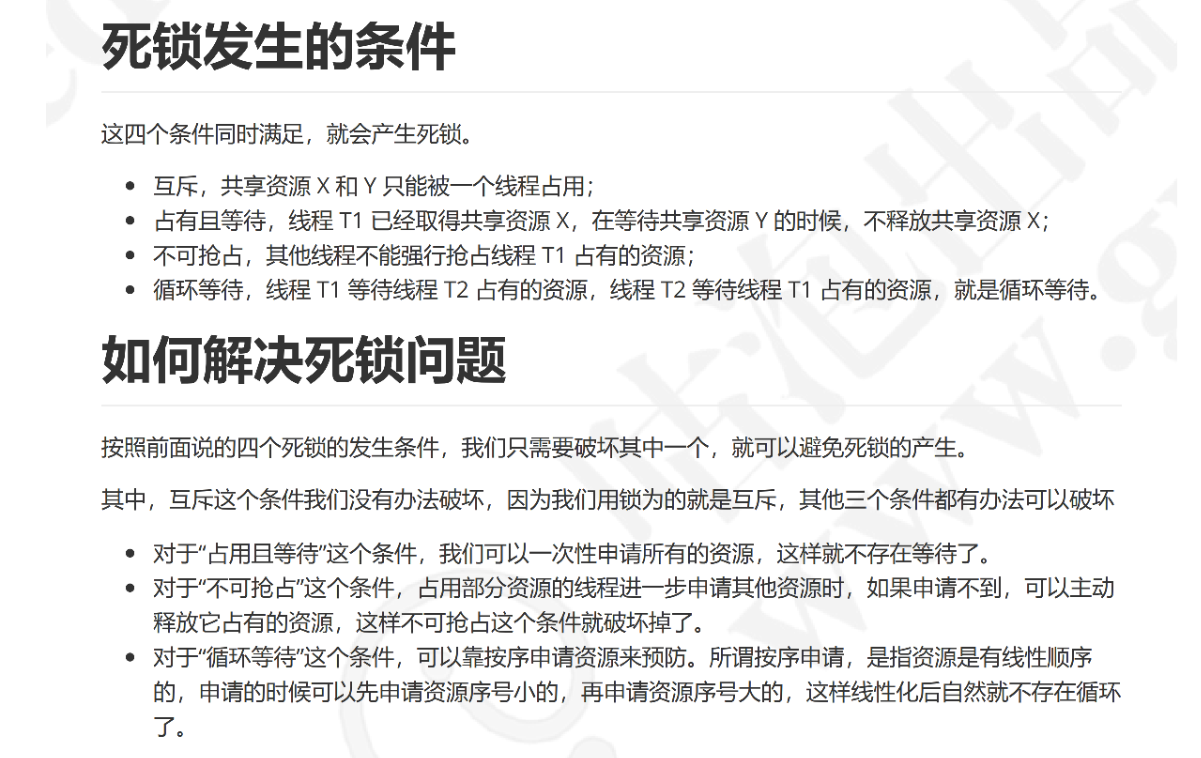 死锁发生的条件
这四个条件同时满足，就会产生死锁。
互斥，共享资源 X 和 Y 只能被一个线程占用；
占有且等待，线程 T1 已经取得共享资源 X，在等待共享资源 Y 的时候，不释放共享资源 X；
不可抢占，其他线程不能强行抢占线程 T1 占有的资源；
循环等待，线程 T1 等待线程 T2 占有的资源，线程 T2 等待线程 T1 占有的资源，就是循环等待。
如何解决死锁问题
按照前面说的四个死锁的发生条件，我们只需要破坏其中一个，就可以避免死锁的产生。
其中，互斥这个条件我们没有办法破坏，因为我们用锁为的就是互斥，其他三个条件都有办法可以破坏
对于“占用且等待”这个条件，我们可以一次性申请所有的资源，这样就不存在等待了。
对于“不可抢占”这个条件，占用部分资源的线程进一步申请其他资源时，如果申请不到，可以主动
释放它占有的资源，这样不可抢占这个条件就破坏掉了。
对于“循环等待”这个条件，可以靠按序申请资源来预防。所谓按序申请，是指资源是有线性顺序
的，申请的时候可以先申请资源序号小的，再申请资源序号大的，这样线性化后自然就不存在循环
了。
www.g